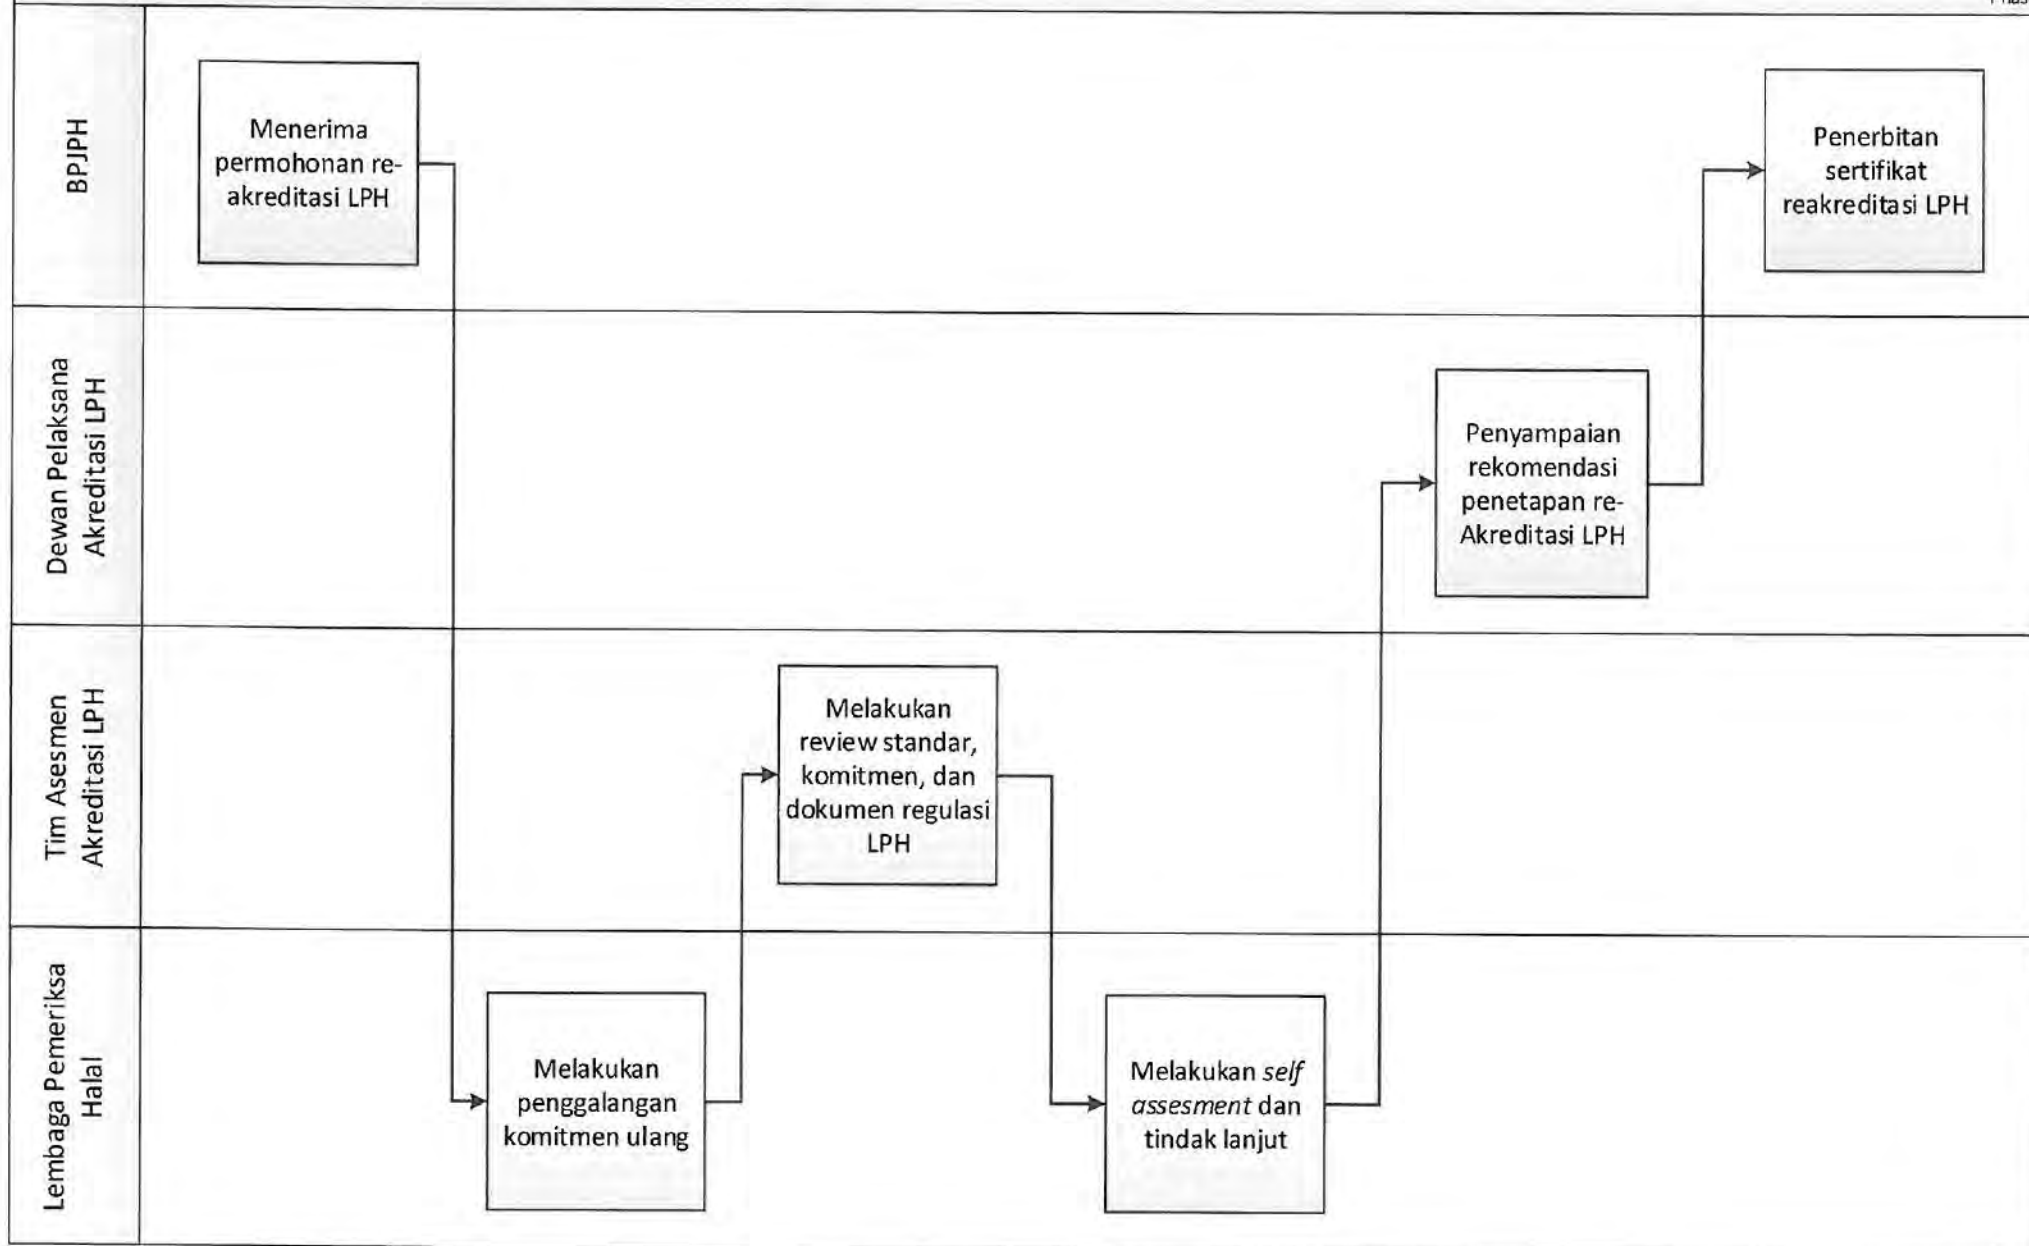 BPJPH
Menerima
permohonan re-
akreditasi LPH
Penerbitan
sertifikat
reakreditasi LPH
Dewan Pelaksana
Akreditasi LPH
Penyampaian
rekomendasi
penetapan re-
Akreditasi LPH
Tim Asesmen
Akreditasi LPH
Melakukan
review standar,
komitmen, dan
dokumen regulasi
LPH
Lembaga Pemeriksa
Halal
Melakukan
penggalangan
komitmen ulang
Melakukan self
assesment dan
tindak lanjut